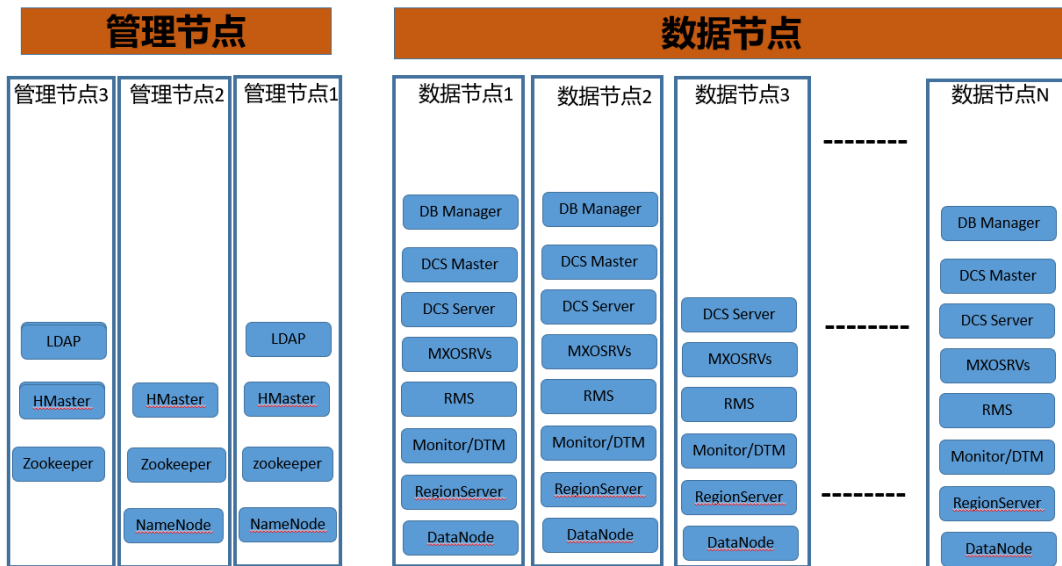 管理节点
数据节点
管理节点3
管理节点2
管理节点1
数据节点1
数据节点2
数据节点3
--------
数据节点N
LDAP
HMaster
Zookeeper
HMaster
Zookeeper
NameNode
LDAP
HMaster
zookeeper
NameNode
DB Manager
DCS Master
DCS Server
MXOSRVs
RMS
Monitor/DTM
RegionServer
DataNode
DB Manager
DCS Master
DCS Server
MXOSRVs
RMS
Monitor/DTM
RegionServer
DataNode
DCS Server
MXOSRVs
RMS
Monitor/DTM
RegionServer
DataNode
--------
--------
DB Manager
DCS Master
DCS Server
MXOSRVs
RMS
Monitor/DTM
RegionServer
DataNode